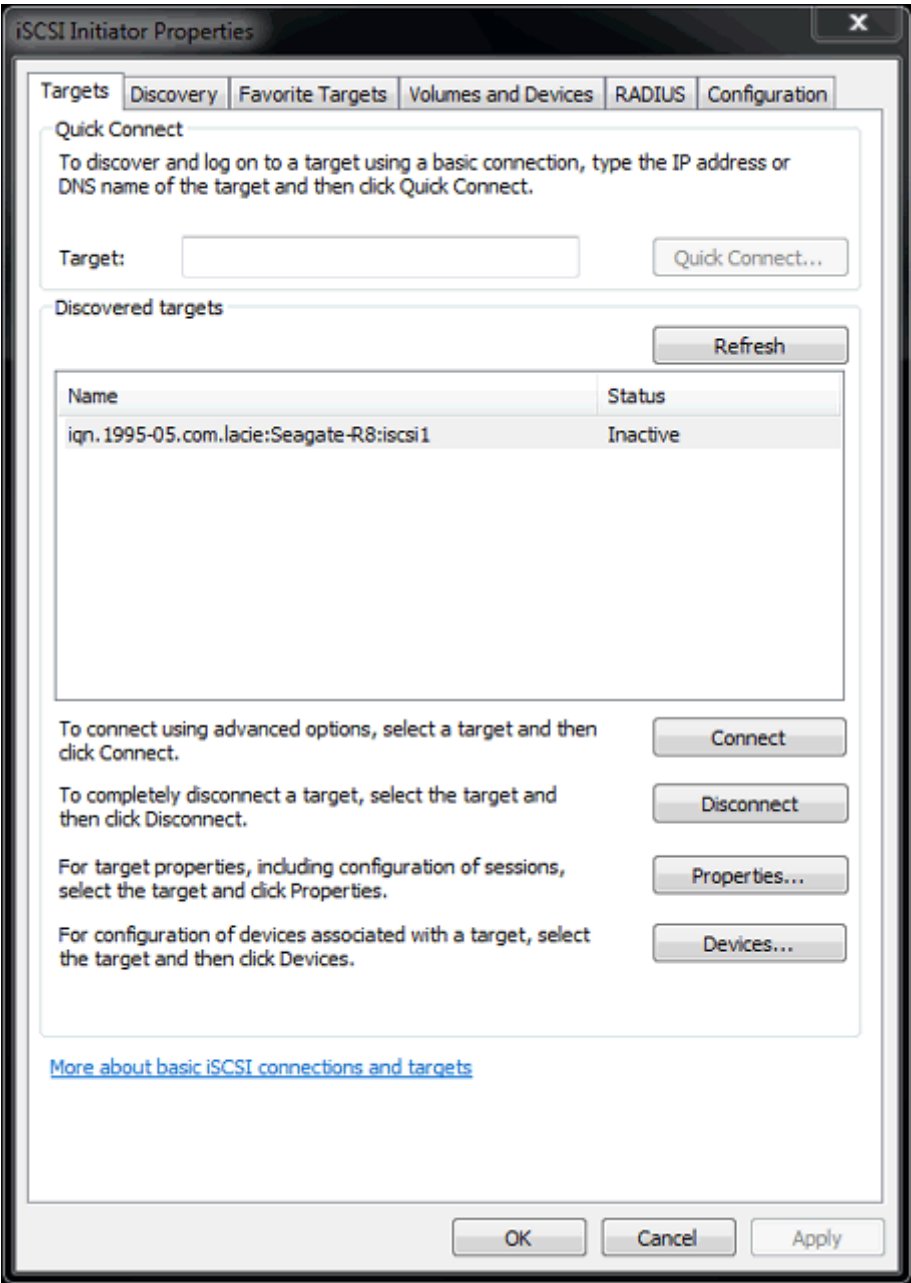 iSCSI Initiator Properties
x
Targets Discovery Favorite Targets Volumes and Devices RADIUS Configuration
Quick Connect
To discover and log on to a target using a basic connection, type the IP address or
DNS name of the target and then click Quick Connect.
Target: Quick Connect...
Discovered targets
Refresh
Name Status
iqn.1995-05.com.lacie:Seagate-R8:iscsi1 Inactive
To connect using advanced options, select a target and then
click Connect.
Connect
To completely disconnect a target, select the target and
then click Disconnect.
Disconnect
For target properties, including configuration of sessions,
select the target and click Properties.
Properties...
For configuration of devices associated with a target, select
the target and then click Devices.
Devices...
More about basic iSCSI connections and targets
OK Cancel Apply